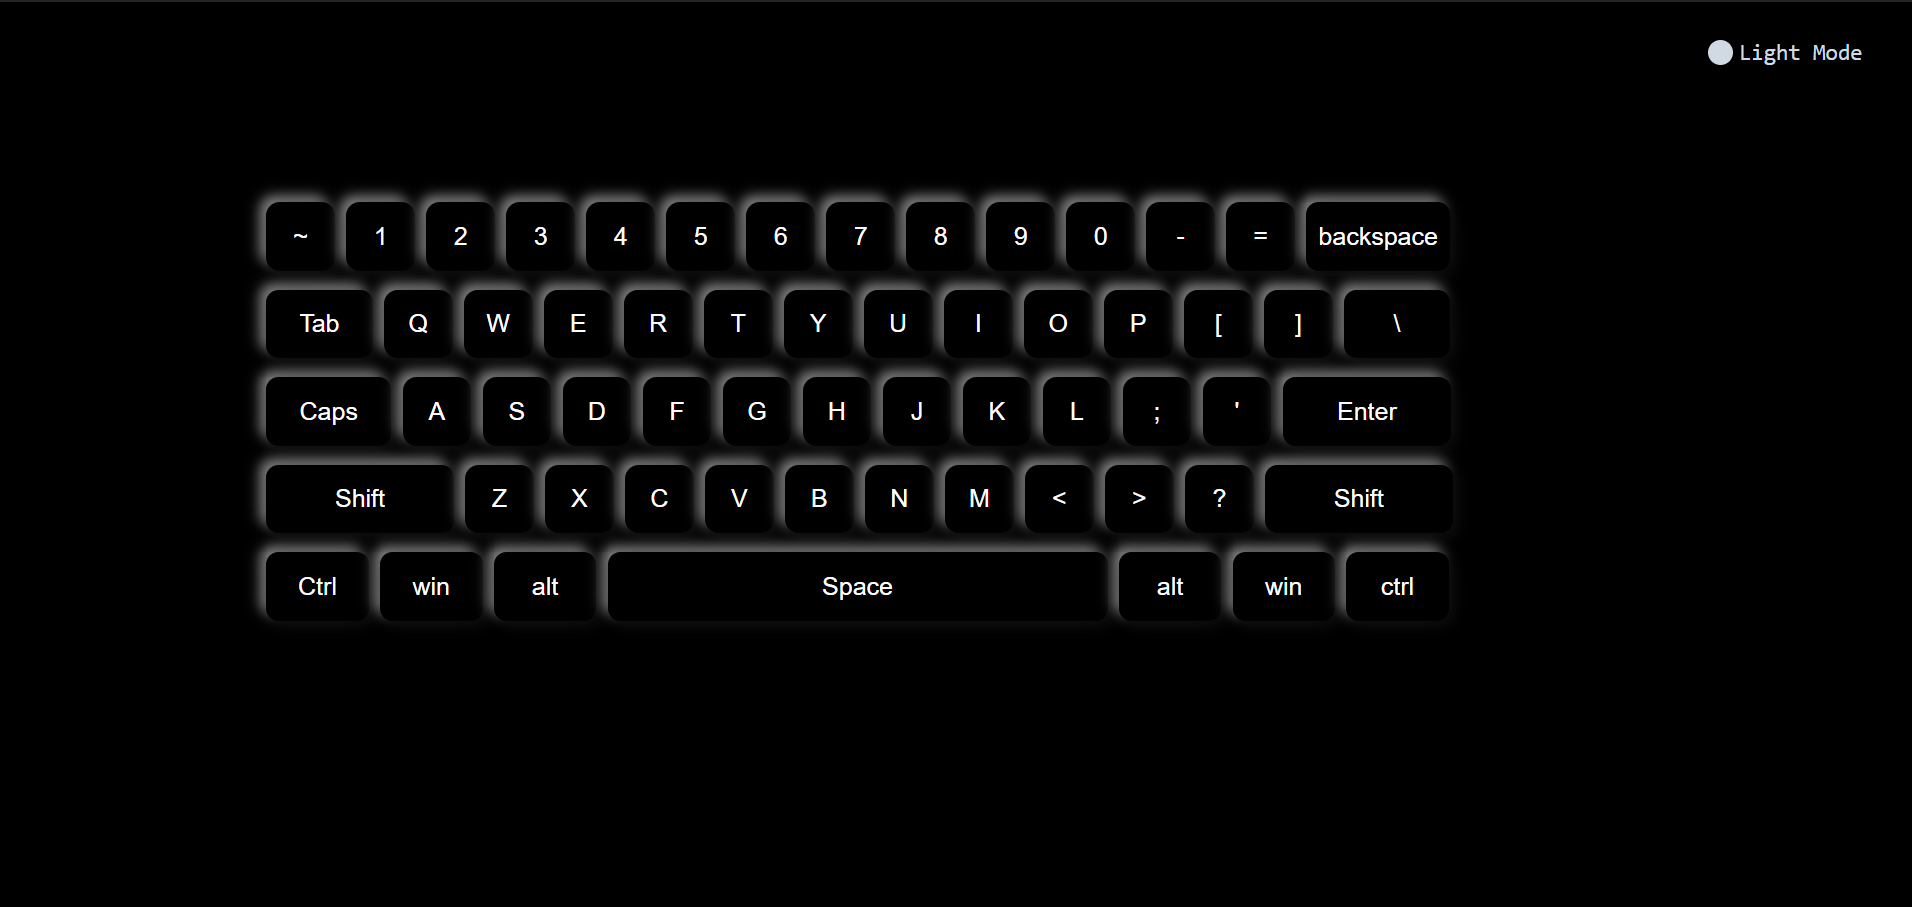 Light Mode
~ 1 2 3 4 5 6 7 8 9 0 - = backspace
Tab Q W E R T Y U I O P [ ] \
Caps A S D F G H J K L ; ' Enter
Shift Z X C V B N M < > ? Shift
Ctrl win alt Space alt win ctrl